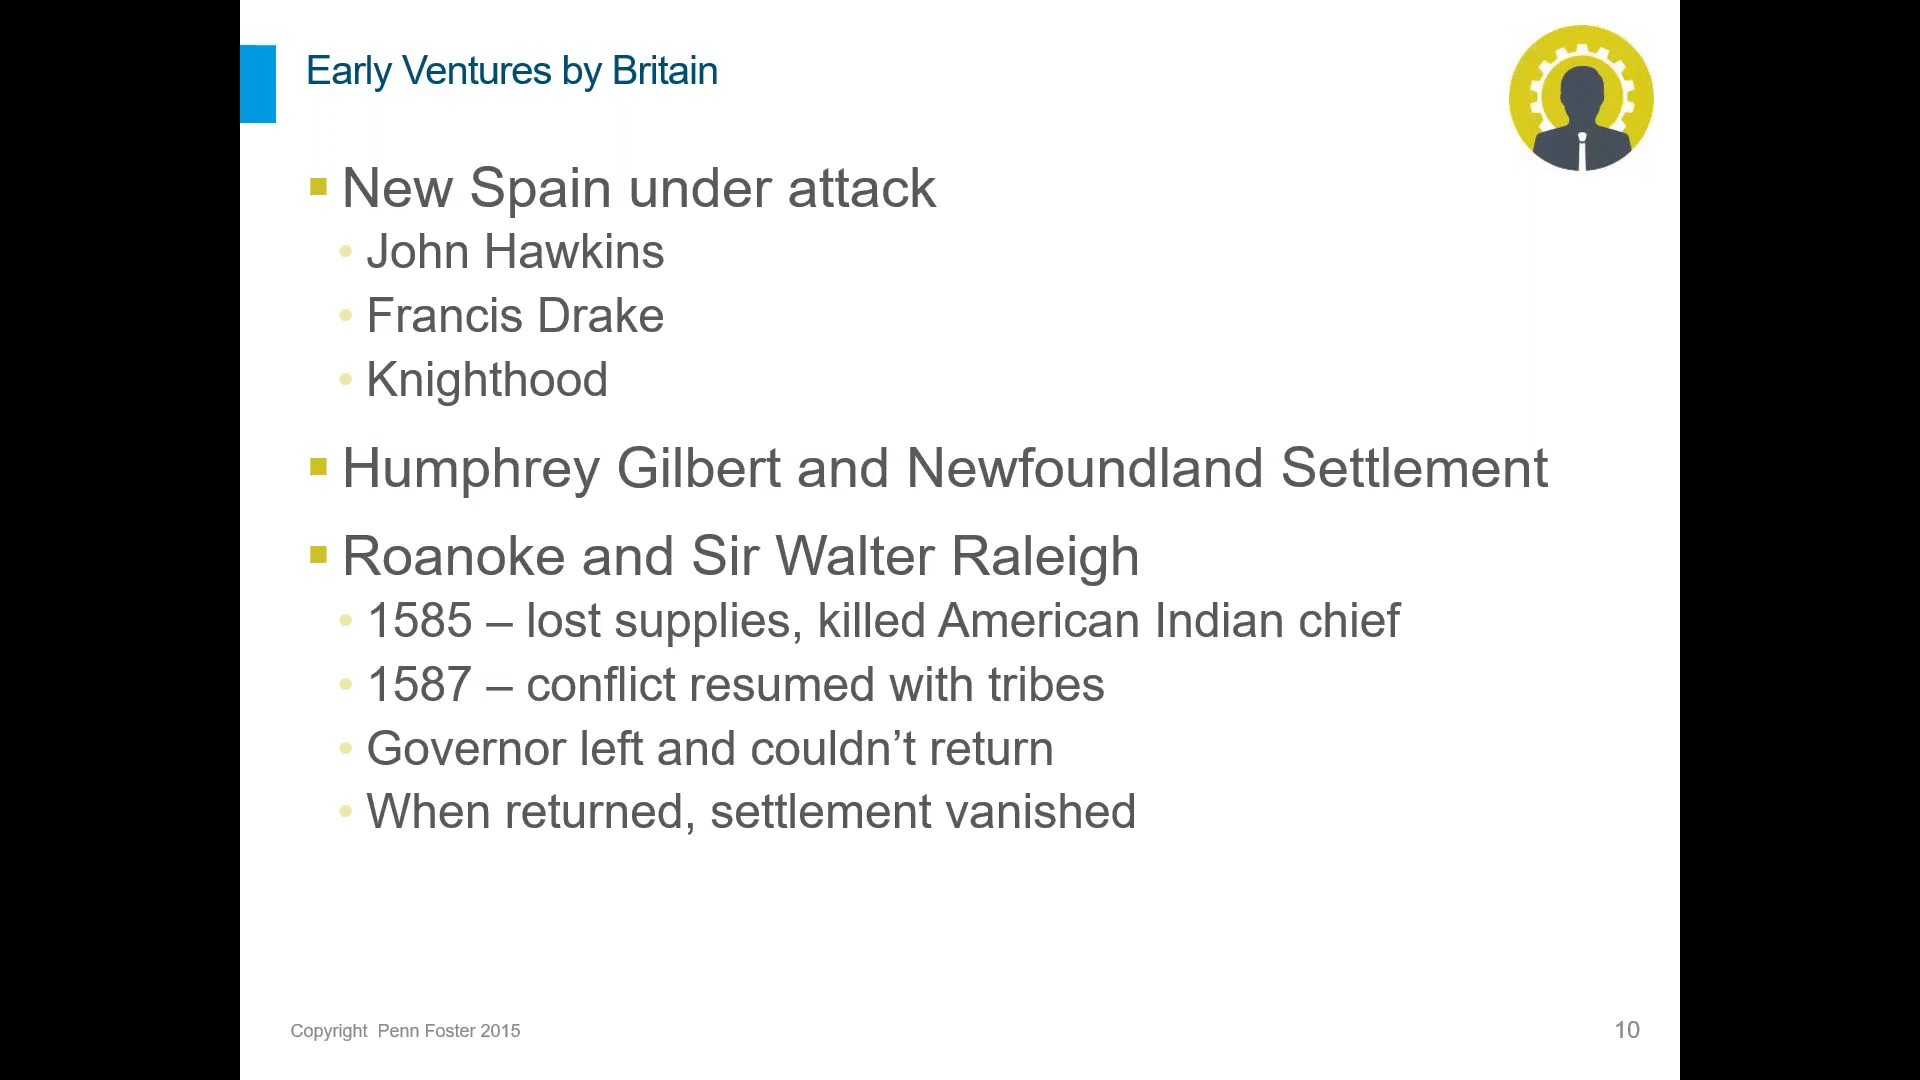 Early Ventures by Britain
New Spain under attack
John Hawkins
Francis Drake
Knighthood
Humphrey Gilbert and Newfoundland Settlement
Roanoke and Sir Walter Raleigh
1585 – lost supplies, killed American Indian chief
1587 – conflict resumed with tribes
Governor left and couldn’t return
When returned, settlement vanished
Copyright Penn Foster 2015
10